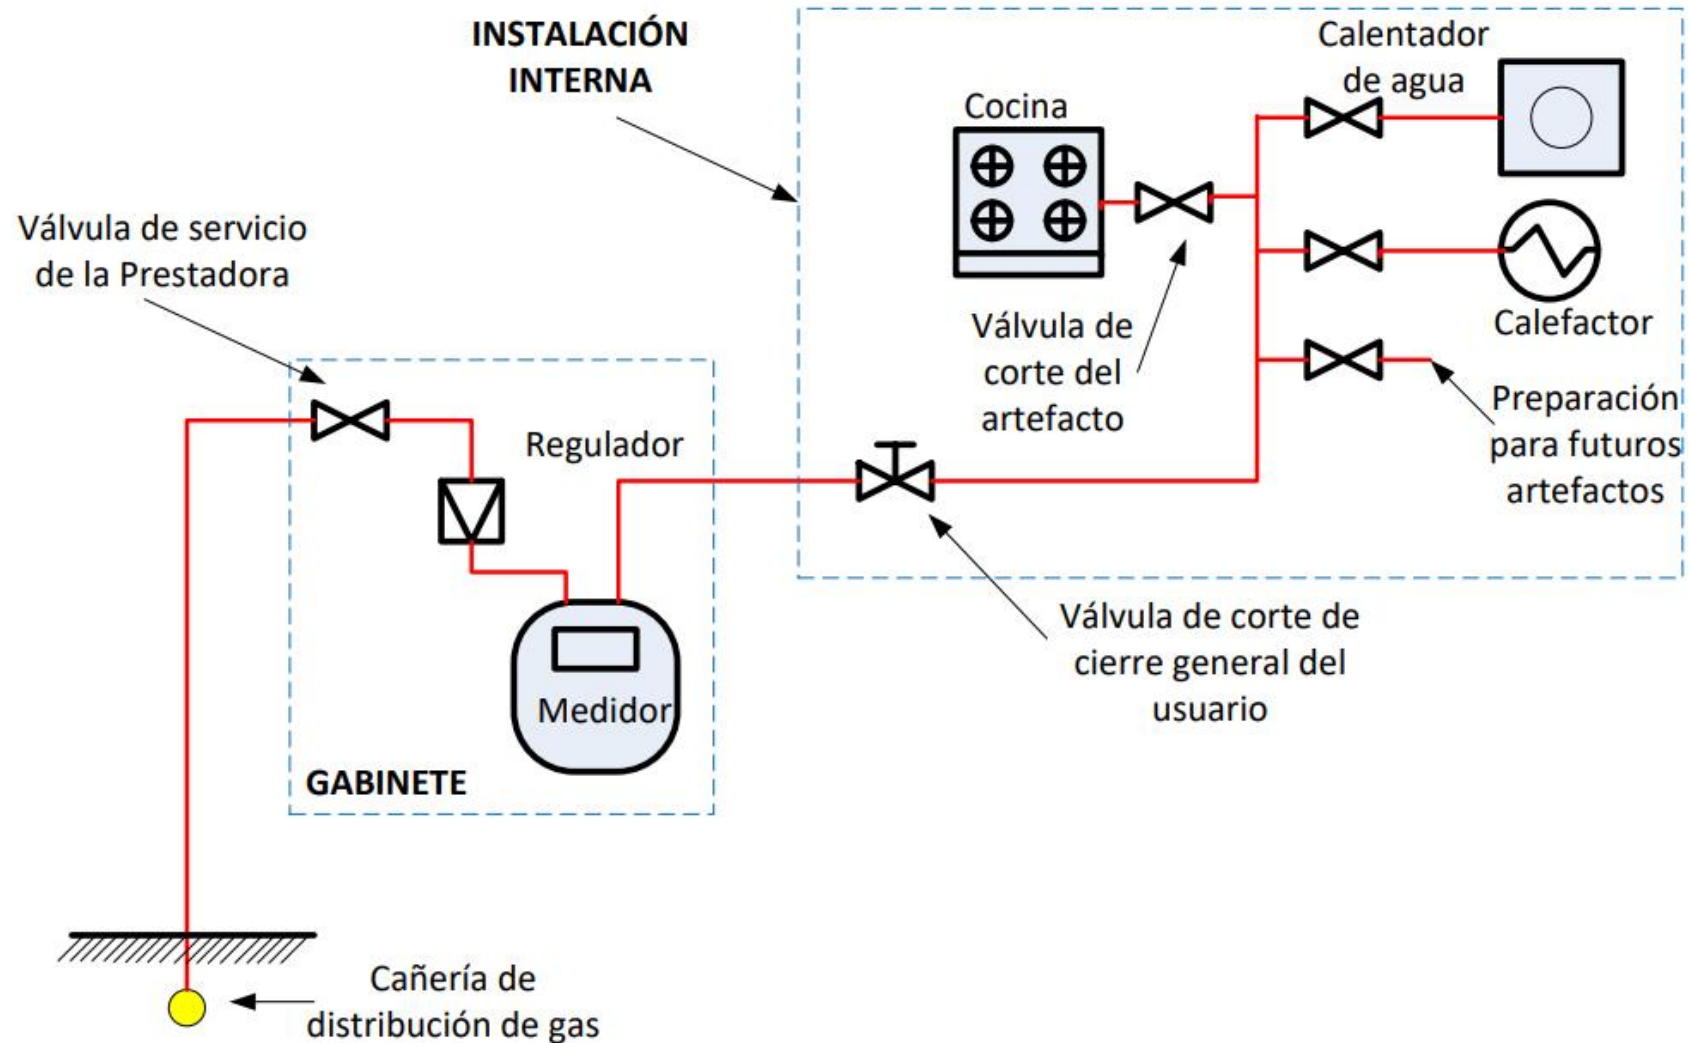 INSTALACIÓN
INTERNA
Calentador
de agua
Cocina
Válvula de servicio
de la Prestadora
Calefactor
Válvula de
corte del
artefacto
Preparación
para futuros
artefactos
Regulador
Válvula de corte de
cierre general del
usuario
Medidor
GABINETE
Cañería de
distribución de gas